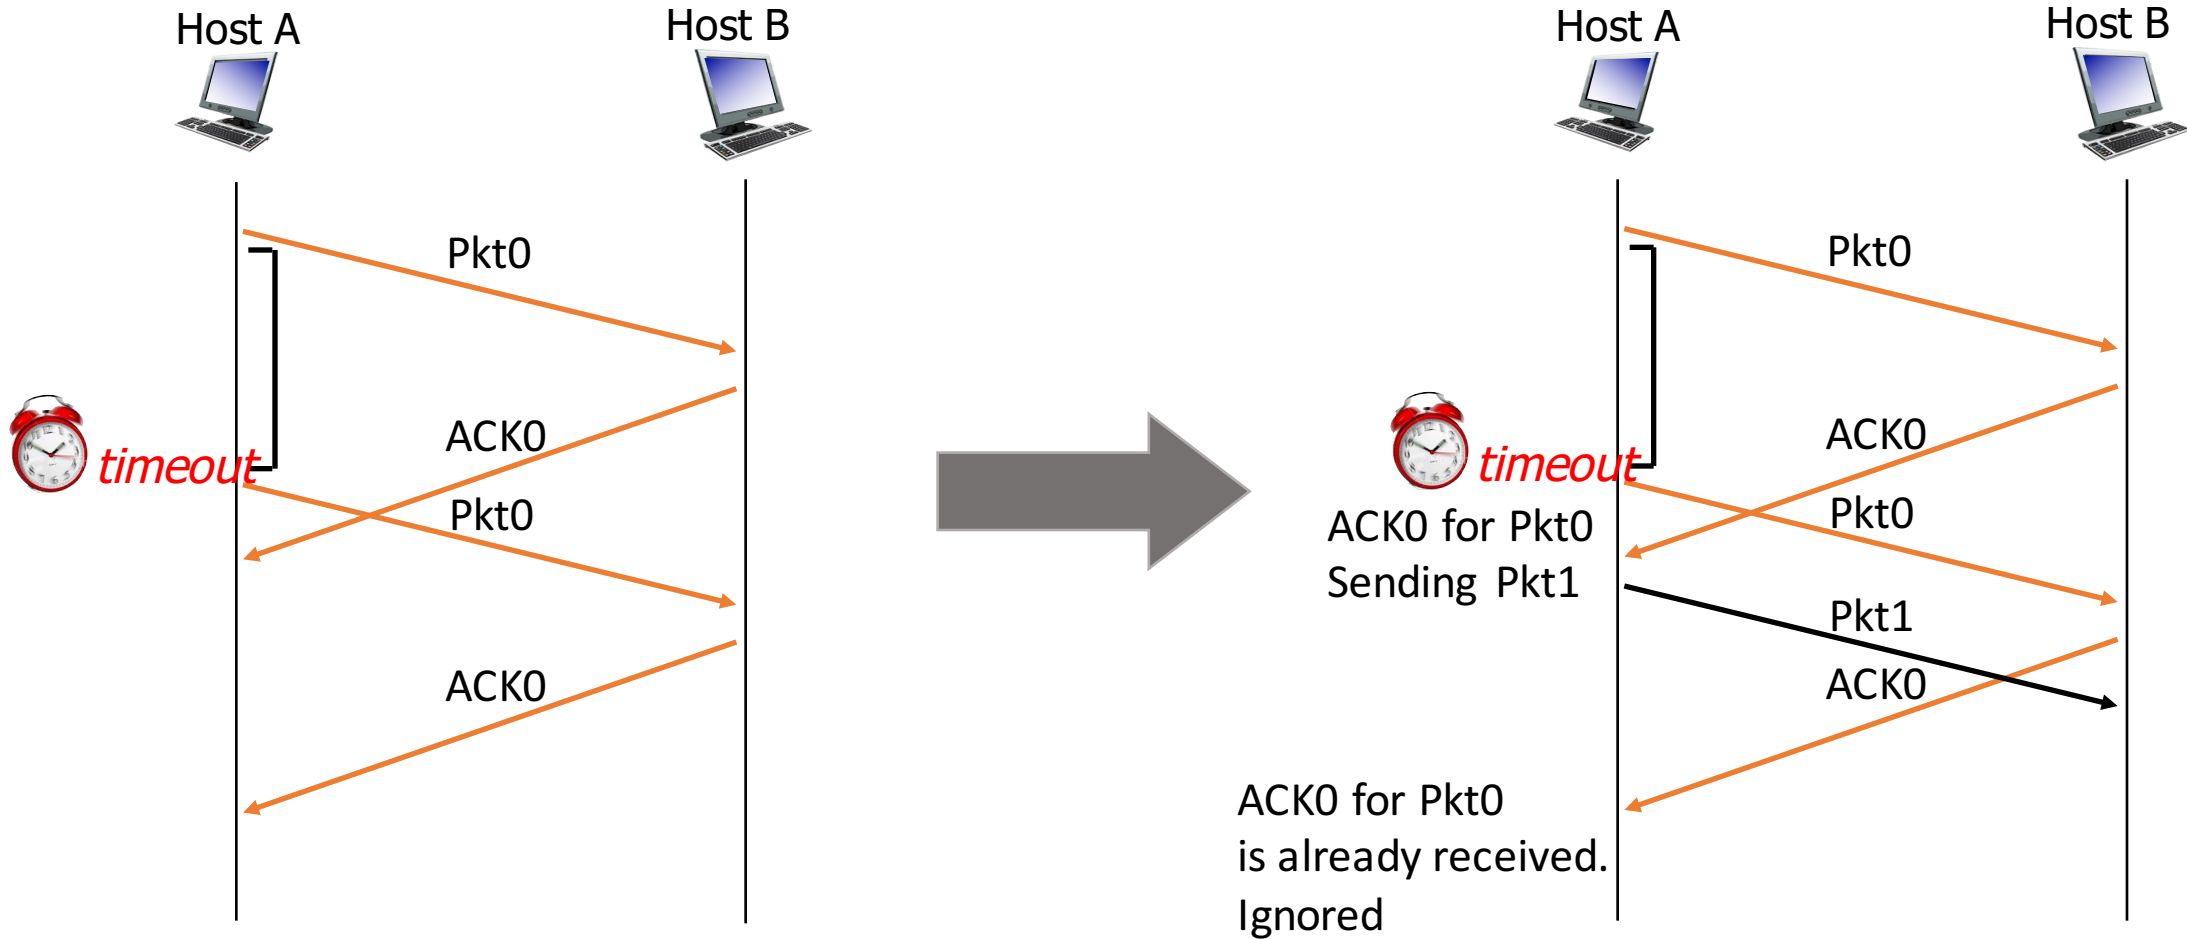 Host A
Host B
Pkt0
ACK0
timeout
Pkt0
ACK0
Host A
Host B
Pkt0
ACK0
timeout
Pkt0
ACK0 for Pkt0
Sending Pkt1
Pkt1
ACK0
ACK0 for Pkt0
is already received.
Ignored